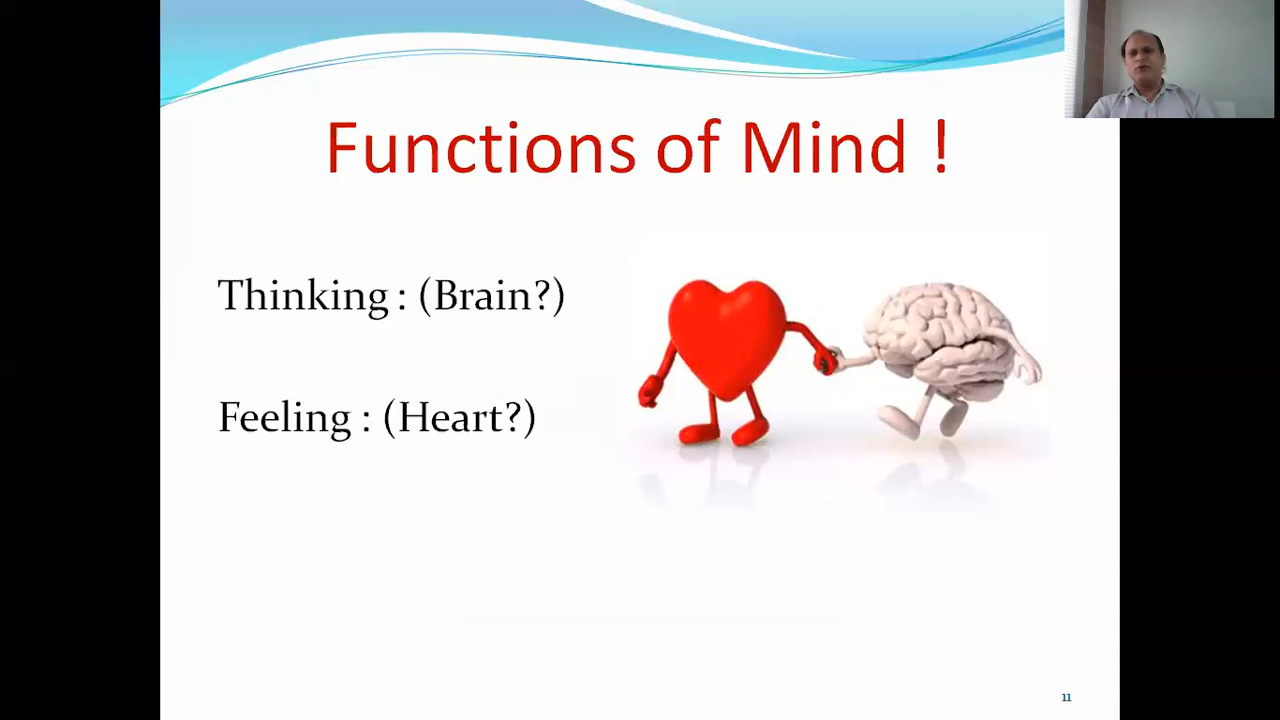 Functions of Mind !
Thinking : (Brain?)
Feeling : (Heart?)
11